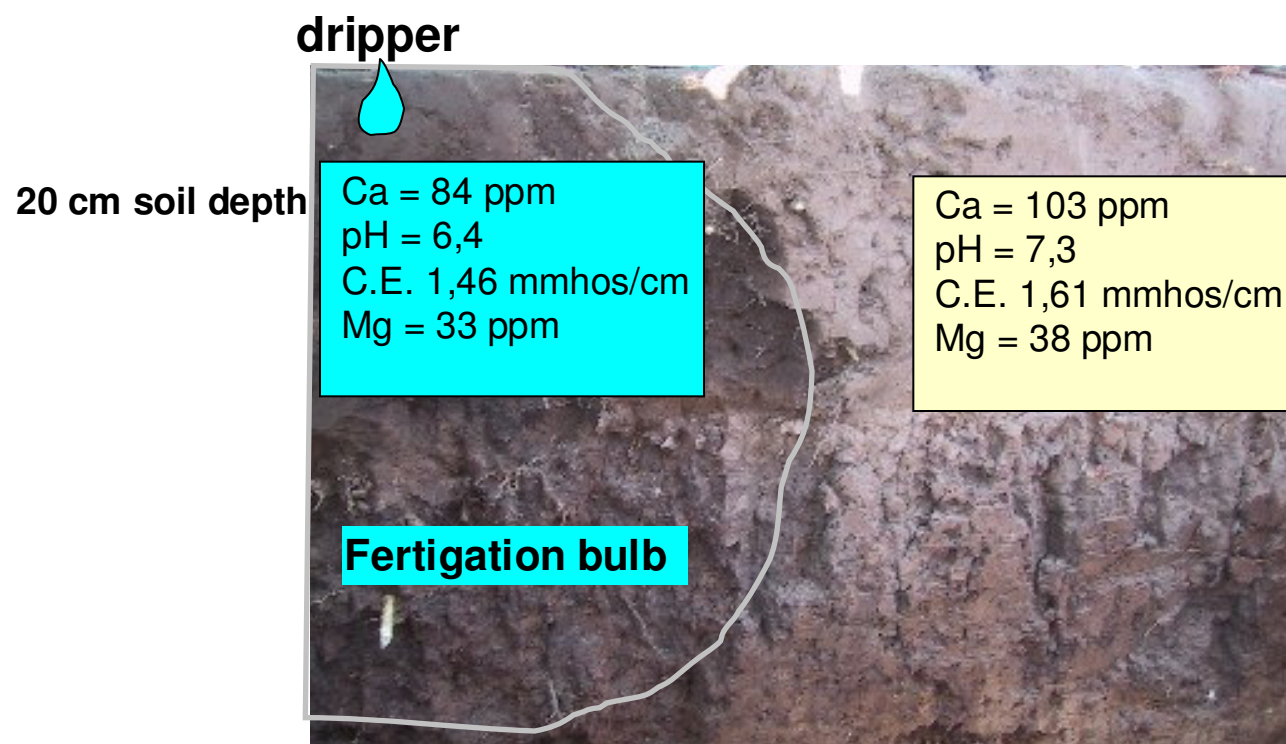 dripper
20 cm soil depth
Ca = 84 ppm
pH = 6,4
C.E. 1,46 mmhos/cm
Mg = 33 ppm
Ca = 103 ppm
pH = 7,3
C.E. 1,61 mmhos/cm
Mg = 38 ppm
Fertigation bulb